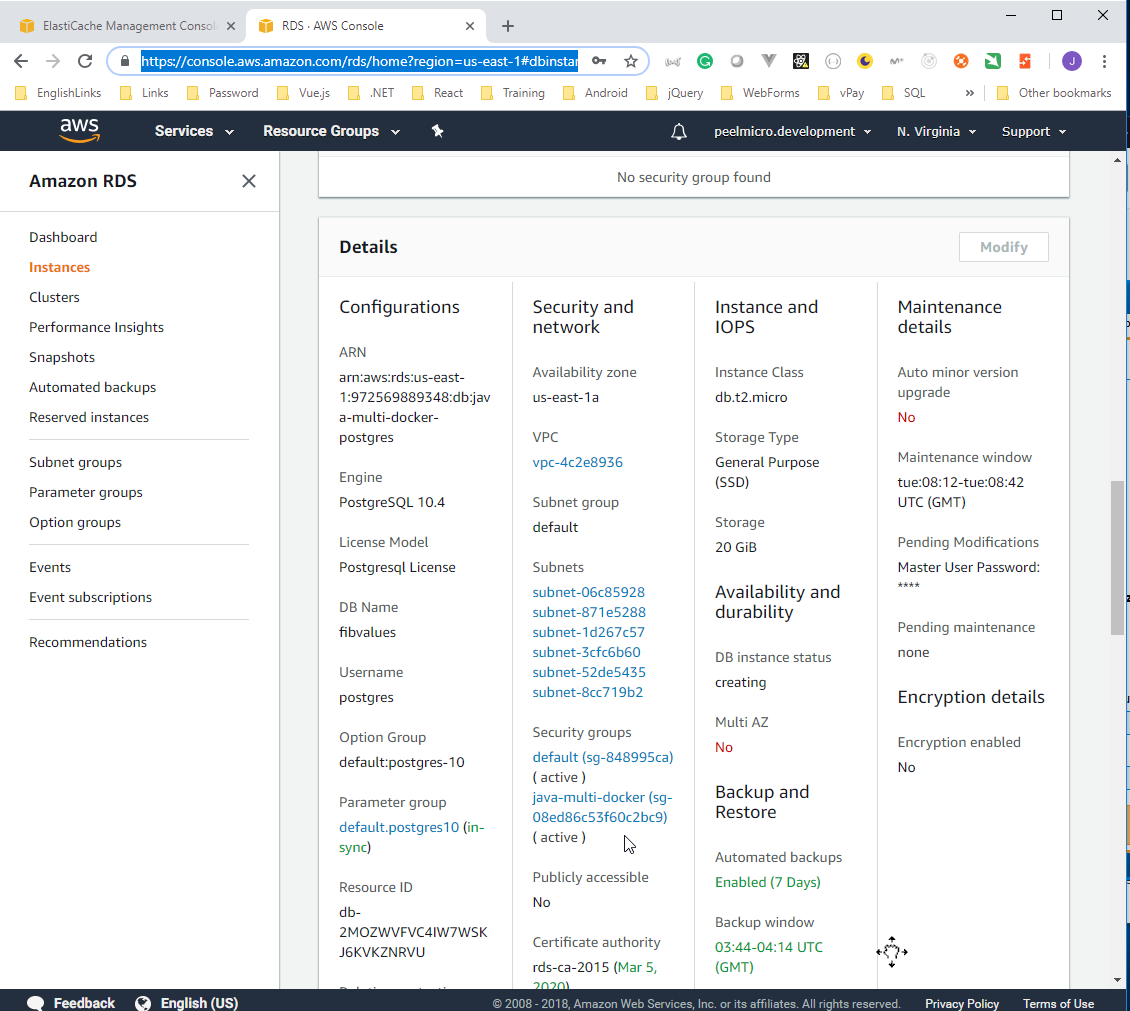 ElastiCache Management Consol
RDS · AWS Console
https://console.aws.amazon.com/rds/home?region=us-east-1#dbinstan
EnglishLinks
Links
Password
Vue.js
.NET
React
Training
Android
jQuery
WebForms
vPay
SQL
»
Other bookmarks
aws
Services
Resource Groups
peelmicro.development
N. Virginia
Support
Amazon RDS
Dashboard
Instances
Clusters
Performance Insights
Snapshots
Automated backups
Reserved instances
Subnet groups
Parameter groups
Option groups
Events
Event subscriptions
Recommendations
No security group found
Details
Modify
Configurations
ARN
arn:aws:rds:us-east-
1:972569889348:db:jav
a-multi-docker-
postgres
Engine
PostgreSQL 10.4
License Model
Postgresql License
DB Name
fibvalues
Username
postgres
Option Group
default:postgres-10
Parameter group
default.postgres10 (in-
sync)
Resource ID
db-
2MOZWVFVC4IW7WSK
J6KVKZNRVU
Security and
network
Availability zone
us-east-1a
VPC
vpc-4c2e8936
Subnet group
default
Subnets
subnet-06c85928
subnet-871e5288
subnet-1d267c57
subnet-3cfc6b60
subnet-52de5435
subnet-8cc719b2
Security groups
default (sg-848995ca)
( active )
java-multi-docker (sg-
08ed86c53f60c2bc9)
( active )
Publicly accessible
No
Certificate authority
rds-ca-2015 (Mar 5,
2020)
Instance and
IOPS
Instance Class
db.t2.micro
Storage Type
General Purpose
(SSD)
Storage
20 GiB
Availability and
durability
DB instance status
creating
Multi AZ
No
Backup and
Restore
Automated backups
Enabled (7 Days)
Backup window
03:44-04:14 UTC
(GMT)
Maintenance
details
Auto minor version
upgrade
No
Maintenance window
tue:08:12-tue:08:42
UTC (GMT)
Pending Modifications
Master User Password:
****
Pending maintenance
none
Encryption details
Encryption enabled
No
Feedback
English (US)
© 2008 - 2018, Amazon Web Services, Inc. or its affiliates. All rights reserved.
Privacy Policy
Terms of Use